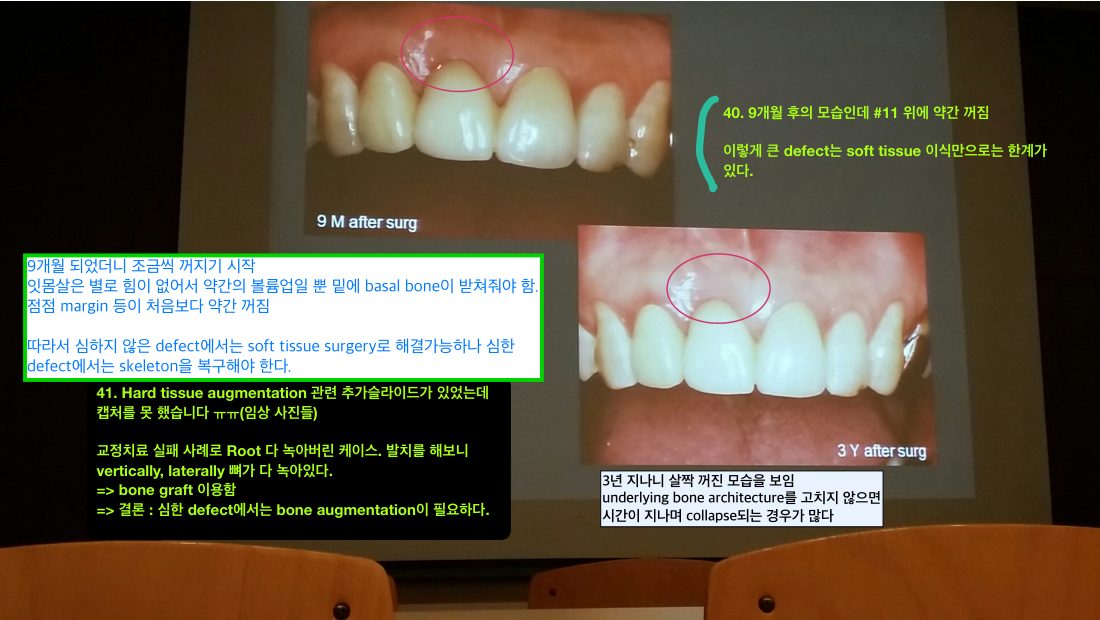 40. 9개월 후의 모습인데 #11 위에 약간 꺼짐
이렇게 큰 defect는 soft tissue 이식만으로는 한계가
있다.
9 M after surg
9개월 되었더니 조금씩 꺼지기 시작
잇몸살은 별로 힘이 없어서 약간의 볼륨업일 뿐 밑에 basal bone이 받쳐줘야 함.
점점 margin 등이 처음보다 약간 꺼짐
따라서 심하지 않은 defect에서는 soft tissue surgery로 해결가능하나 심한
defect에서는 skeleton을 복구해야 한다.
41. Hard tissue augmentation 관련 추가슬라이드가 있었는데
캡처를 못 했습니다 ㅠㅠ(임상 사진들)
교정치료 실패 사례로 Root 다 녹아버린 케이스. 발치를 해보니
vertically, laterally 뼈가 다 녹아있다.
=> bone graft 이용함
=> 결론 : 심한 defect에서는 bone augmentation이 필요하다.
3 Y after surg
3년 지나니 살짝 꺼진 모습을 보임
underlying bone architecture를 고치지 않으면
시간이 지나며 collapse되는 경우가 많다